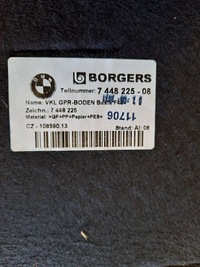 BORGERS
Teilnummer: 7 448 225 - 08
Name: VKL GPR-BODEN
Zeichn.: 7 448 225
11706
Material: >GF+PP+Papier+PES<
CZ - 108590.13
Stand: AI: 08